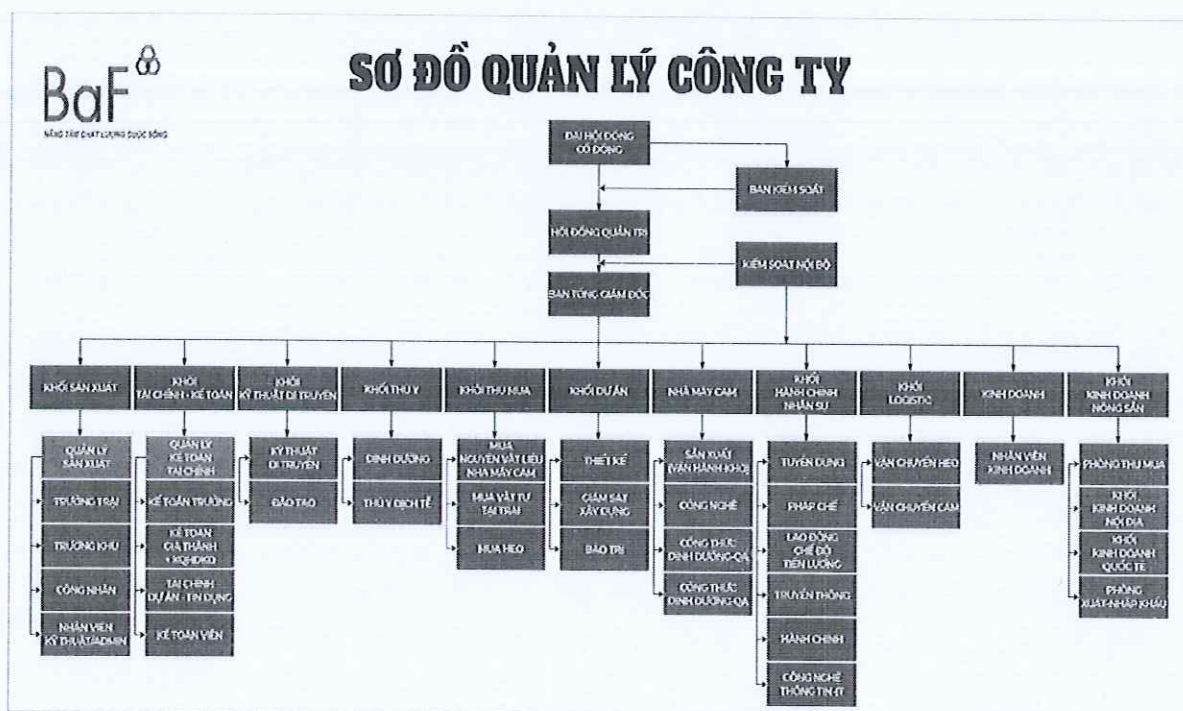 BaF
NÂNG TẦM CHẤT LƯỢNG CUỘC SỐNG
SƠ ĐỒ QUẢN LÝ CÔNG TY
ĐẠI HỘI ĐỒNG
CỔ ĐÔNG
BAN KIỂM SOÁT
HỘI ĐỒNG QUẢN TRỊ
KIỂM SOÁT NỘI BỘ
BAN TỔNG GIÁM ĐỐC
KHỐI SẢN XUẤT
KHỐI
TÀI CHÍNH - KẾ TOÁN
KHỐI
KỸ THUẬT DI TRUYỀN
KHỐI THÚ Y
KHỐI THU MUA
KHỐI DỰ ÁN
NHÀ MÁY CÁM
KHỐI
HÀNH CHÍNH
NHÂN SỰ
KHỐI
LOGISTIC
KINH DOANH
KHỐI
KINH DOANH
NÔNG SẢN
QUẢN LÝ
SẢN XUẤT
TRƯỞNG TRẠI
TRƯỞNG KHU
CÔNG NHÂN
NHÂN VIÊN
KỸ THUẬT/ADMIN
QUẢN LÝ
KẾ TOÁN
TÀI CHÍNH
KẾ TOÁN TRƯỞNG
KẾ TOÁN
GIÁ THÀNH
+ KQHĐKD
TÀI CHÍNH
DỰ ÁN - TÍN DỤNG
KẾ TOÁN VIÊN
KỸ THUẬT
DI TRUYỀN
ĐÀO TẠO
DINH DƯỠNG
THÚ Y DỊCH TỄ
MUA
NGUYÊN VẬT LIỆU
NHÀ MÁY CÁM
MUA VẬT TƯ
TẠI TRẠI
MUA HEO
THIẾT KẾ
GIÁM SÁT
XÂY DỰNG
BẢO TRÌ
SẢN XUẤT
(VẬN HÀNH KHO)
CÔNG NGHỆ
CÔNG THỨC
DINH DƯỠNG-QA
CÔNG THỨC
DINH DƯỠNG-QA
TUYỂN DỤNG
PHÁP CHẾ
LAO ĐỘNG
CHẾ ĐỘ
TIỀN LƯƠNG
TRUYỀN THÔNG
HÀNH CHÍNH
CÔNG NGHỆ
THÔNG TIN-IT
VẬN CHUYỂN HEO
VẬN CHUYỂN CÁM
NHÂN VIÊN
KINH DOANH
PHÒNG THU MUA
KHỐI
KINH DOANH
NỘI ĐỊA
KHỐI
KINH DOANH
QUỐC TẾ
PHÒNG
XUẤT-NHẬP KHẨU